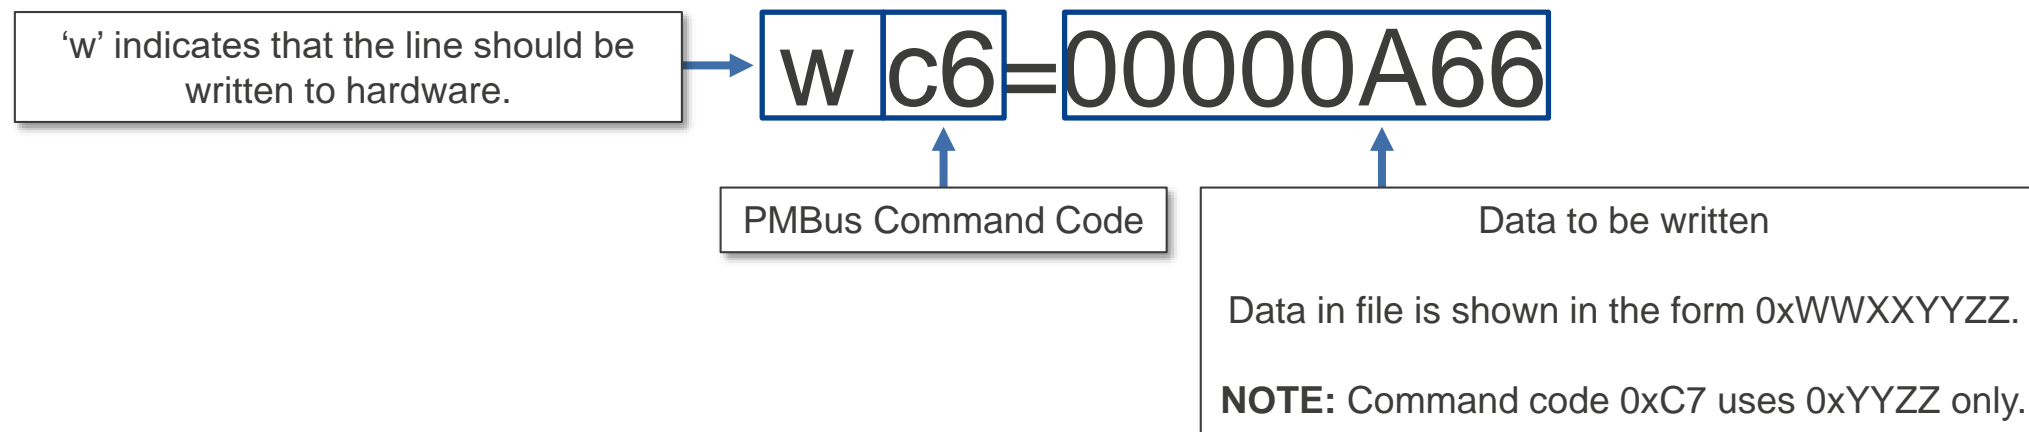 ‘w’ indicates that the line should be
written to hardware.
w c6=00000A66
PMBus Command Code
Data to be written
Data in file is shown in the form 0xWWXXYYZZ.
NOTE: Command code 0xC7 uses 0xYYZZ only.